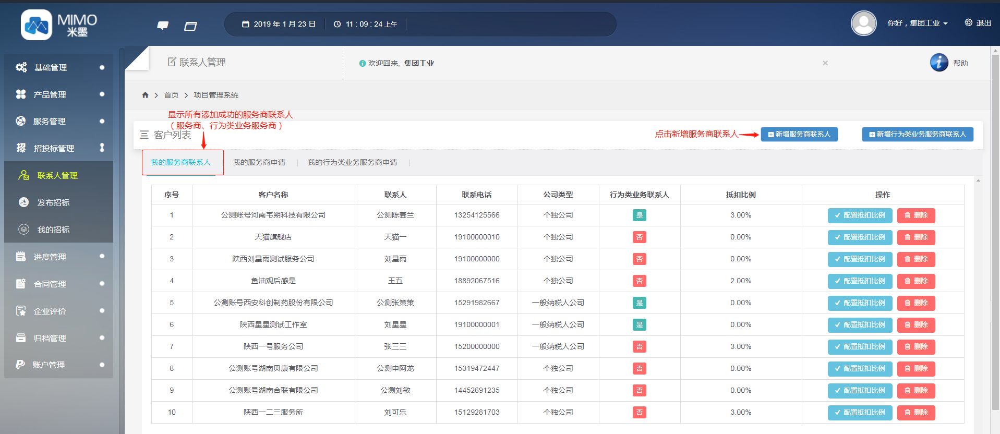 MIMO
米墨
2019 年 1 月 23 日
11 : 09 : 24 上午
你好，集团工业
退出
基础管理
产品管理
服务管理
招投标管理
联系人管理
发布招标
我的招标
进度管理
合同管理
企业评价
归档管理
账户管理
联系人管理
欢迎回来, 集团工业
×
帮助
首页 > 项目管理系统
显示所有添加成功的服务商联系人
（服务商、行为类业务服务商）
客户列表
点击新增服务商联系人
新增服务商联系人
新增行为类业务服务商联系人
我的服务商联系人 | 我的服务商申请 | 我的行为类业务服务商申请 |
序号 客户名称 联系人 联系电话 公司类型 行为类业务联系人 抵扣比例 操作
1 公测账号河南韦朔科技有限公司 公测陈赛兰 13254125566 个独公司 是 3.00% 配置抵扣比例 删除
2 天猫旗舰店 天猫一 19100000010 个独公司 否 0.00% 配置抵扣比例 删除
3 陕西刘星雨测试服务公司 刘星雨 19100000000 个独公司 否 0.00% 配置抵扣比例 删除
4 鱼油观后感是 王五 18892067516 个独公司 否 2.00% 配置抵扣比例 删除
5 公测账号西安科创制药股份有限公司 公测张策策 15291982667 一般纳税人公司 是 0.00% 配置抵扣比例 删除
6 陕西星星测试工作室 刘星星 19100000001 一般纳税人公司 是 0.00% 配置抵扣比例 删除
7 陕西一号服务公司 张三三 15200000000 一般纳税人公司 否 3.00% 配置抵扣比例 删除
8 公测账号湖南贝康有限公司 公测申阿龙 15319472447 个独公司 否 0.00% 配置抵扣比例 删除
9 公测账号湖南合联有限公司 公测刘敏 14452691235 个独公司 否 0.00% 配置抵扣比例 删除
10 陕西一二三服务所 刘可乐 15129281703 个独公司 否 3.00% 配置抵扣比例 删除